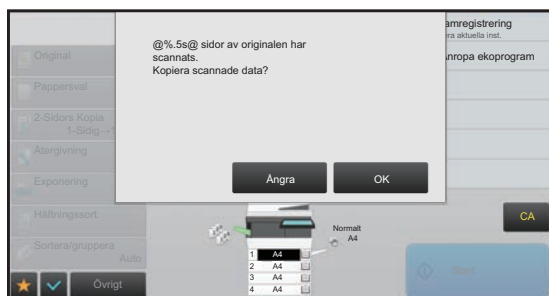 @%.5s@ sidor av originalen har
scannats.
Kopiera scannade data?
Ångra
OK
amregistrering
era aktuella inst.
Anropa ekoprogram
Original
Pappersval
2-Sidors Kopia
1-Sidig→1
Återgivning
Exponering
Häftningssort.
Sortera/gruppera
Auto
Övrigt
Normalt
A4
1 A4
2 A4
3 A4
4 A4
CA
Start